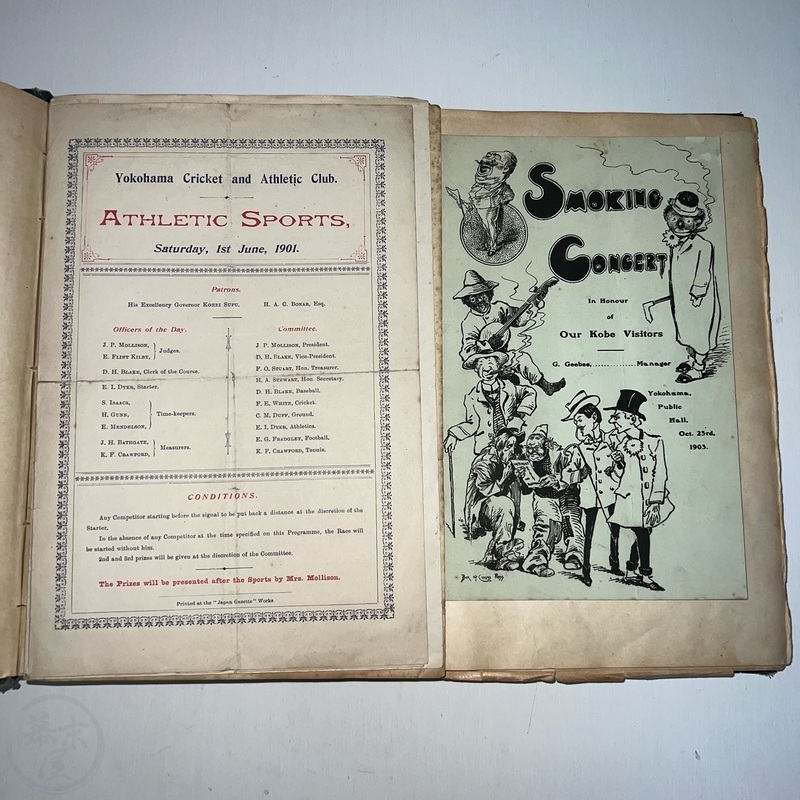 Yokohama Cricket and Athletic Club.
ATHLETIC SPORTS,
Saturday, 1st June, 1901.
Patrons.
His Excellency Governor KOHEI SUFU.
H. A. C. BONAR, Esq.
Officers of the Day.
J. P. MOLLISON,
E. FLINT KILBY,
Judges.
D. H. BLAKE, Clerk of the Course.
E. I. DYER, Starter.
S. ISAACS,
H. GUNN,
E. MENDELSON,
Time-keepers.
J. H. BATHGATE,
K. F. CRAWFORD,
Measurers.
Committee.
J. P. MOLLISON, President.
D. H. BLAKE, Vice-President.
F. O. STUART, Hon. Treasurer.
H. A. STEWART, Hon. Secretary.
D. H. BLAKE, Baseball.
F. E. WHITE, Cricket.
C. M. DUFF, Ground.
E. I. DYER, Athletics.
E. G. FRADGLEY, Football.
K. F. CRAWFORD, Tennis.
CONDITIONS.
Any Competitor starting before the signal to be put back a distance at the discretion of the
Starter.
In the absence of any Competitor at the time specified on this Programme, the Race will
be started without him.
2nd and 3rd prizes will be given at the discretion of the Committee.
The Prizes will be presented after the Sports by Mrs. Mollison.
Printed at the "Japan Gazette" Works
SMOKING
CONCERT
In Honour
of
Our Kobe Visitors
G. Geebee, ............ Manager
Yokohama,
Public
Hall,
Oct. 23rd,
1903.